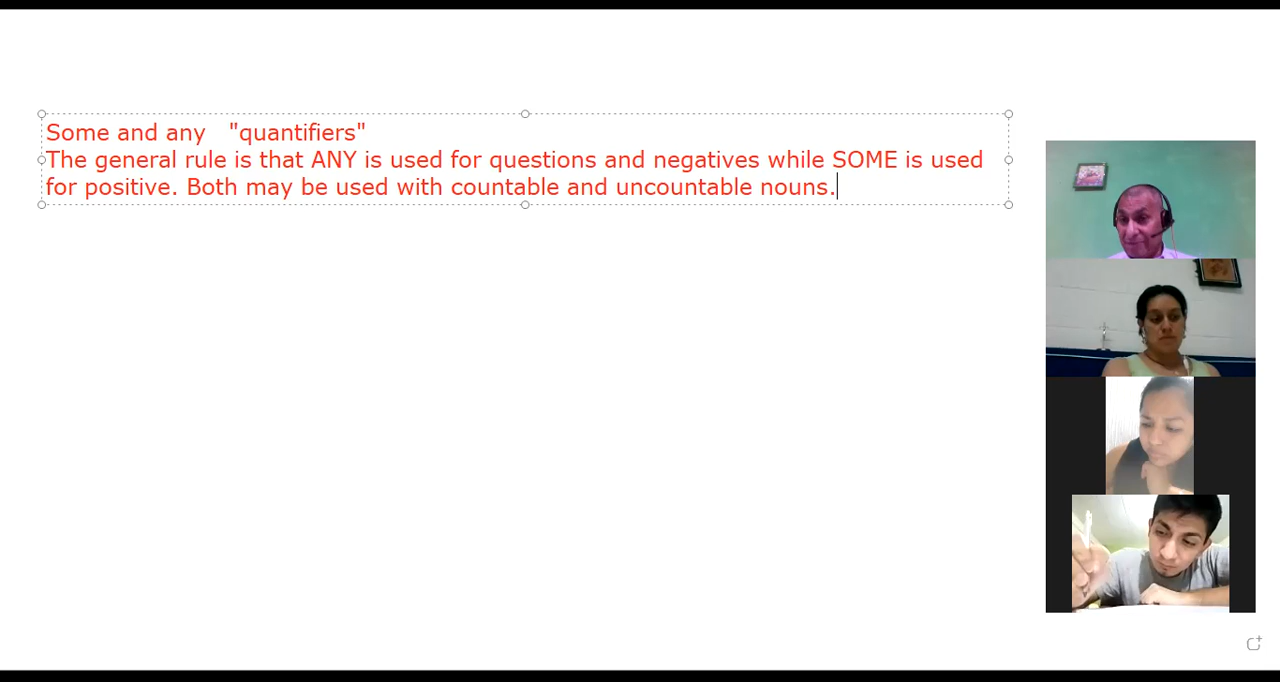 Some and any   "quantifiers"
The general rule is that ANY is used for questions and negatives while SOME is used
for positive. Both may be used with countable and uncountable nouns.